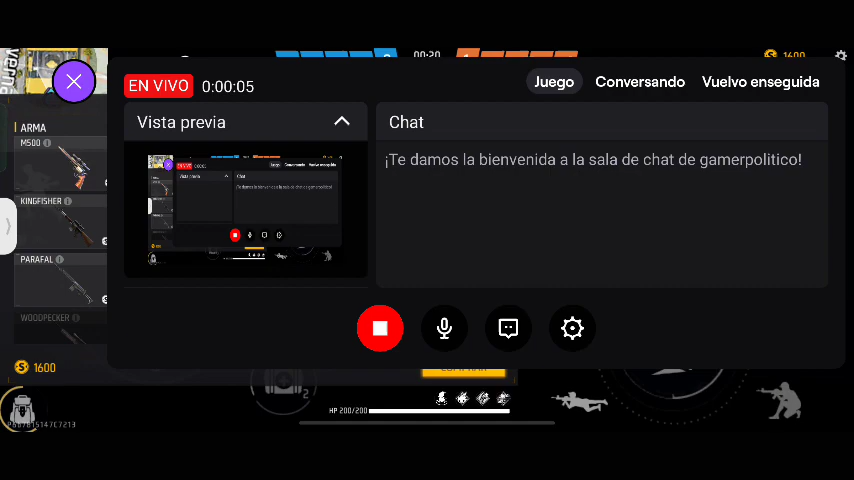 00:20
1600
EN VIVO 0:00:05
Juego Conversando Vuelvo enseguida
Vista previa
Chat
¡Te damos la bienvenida a la sala de chat de gamerpolitico!
ARMA
M500
KINGFISHER
PARAFAL
WOODPECKER
1600
2
HP 200/200